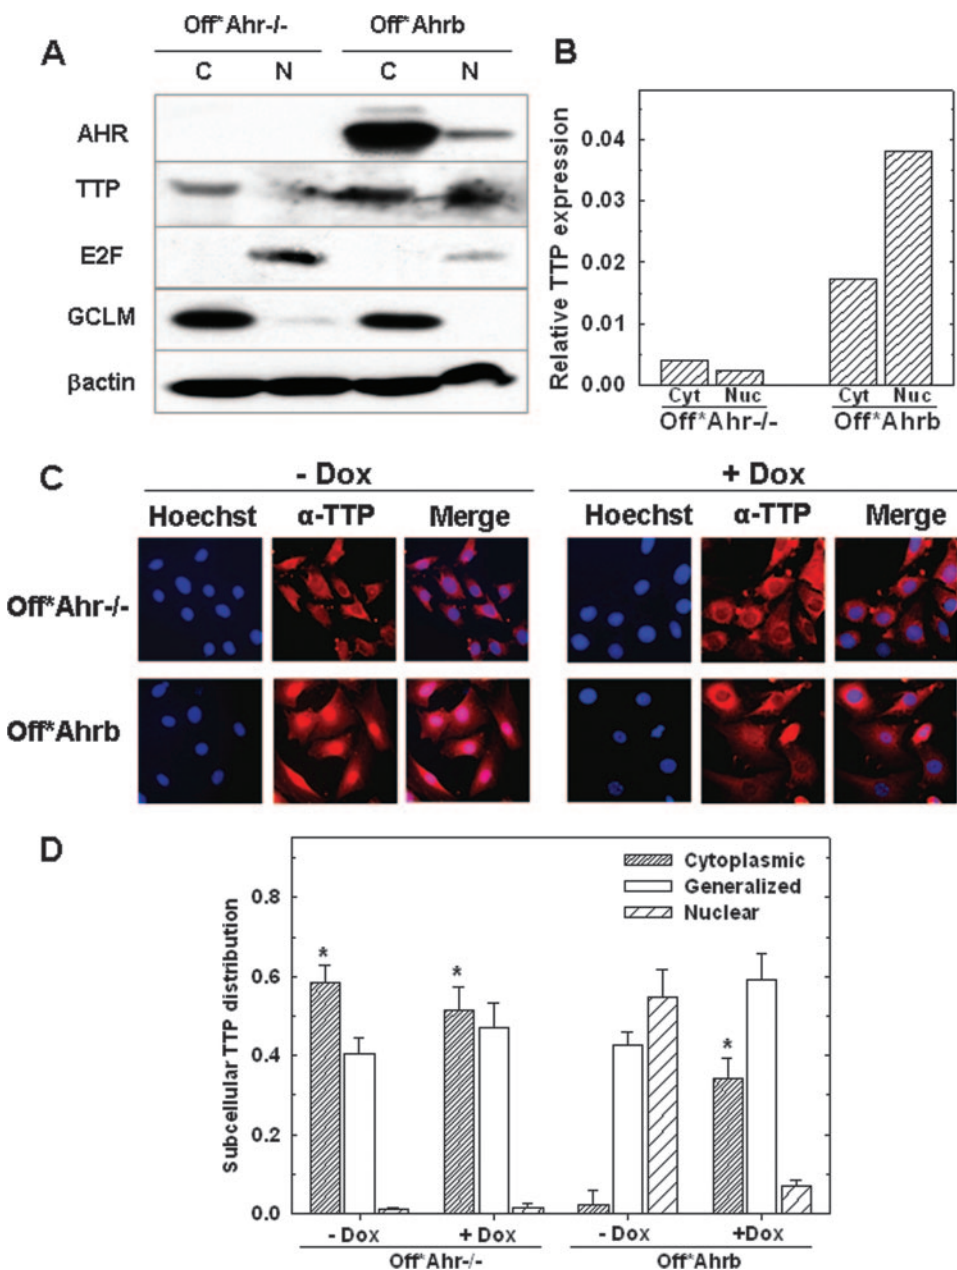 A
Off*Ahr-/- Off*Ahrb
C N C N
AHR
TTP
E2F
GCLM
βactin
B
Relative TTP expression
0.04
0.03
0.02
0.01
0.00
Cyt Nuc Cyt Nuc
Off*Ahr-/- Off*Ahrb
C
- Dox + Dox
Hoechst α-TTP Merge Hoechst α-TTP Merge
Off*Ahr-/-
Off*Ahrb
D
Subcellular TTP distribution
0.8
0.6
0.4
0.2
0.0
Cytoplasmic
Generalized
Nuclear
* * *
- Dox + Dox - Dox +Dox
Off*Ahr-/- Off*Ahrb